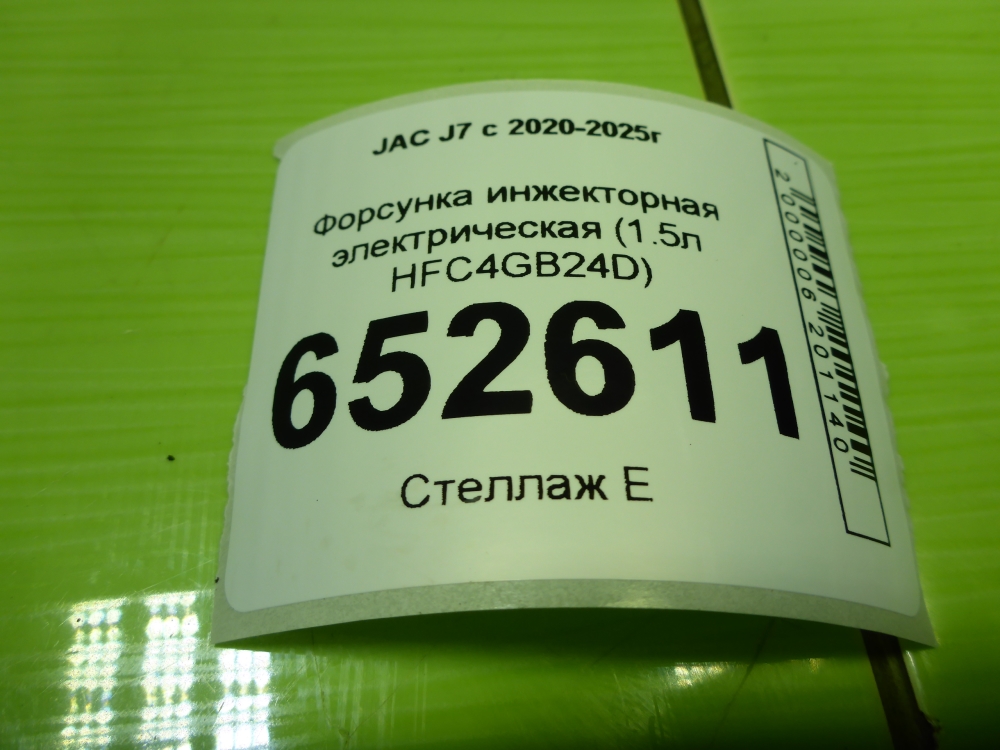 JAC J7 с 2020-2025г
Форсунка инжекторная
электрическая (1.5л
HFC4GB24D)
652611
Стеллаж Е
2000006201140